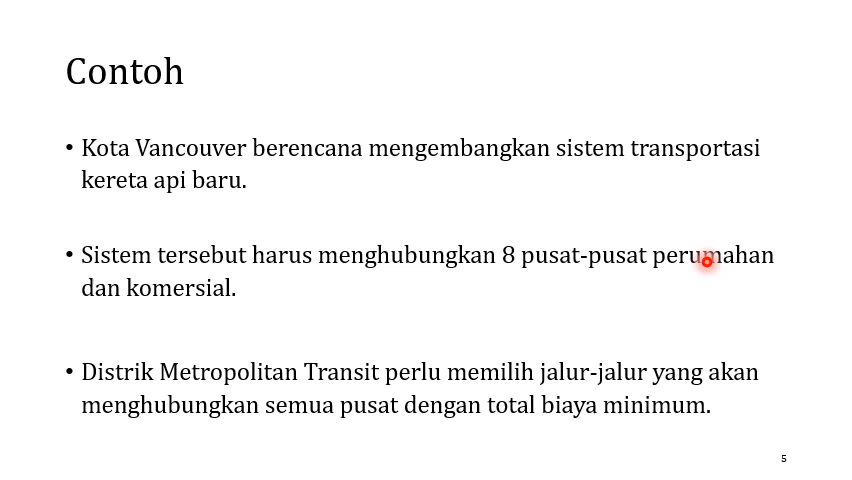 Contoh
• Kota Vancouver berencana mengembangkan sistem transportasi
kereta api baru.
• Sistem tersebut harus menghubungkan 8 pusat-pusat perumahan
dan komersial.
• Distrik Metropolitan Transit perlu memilih jalur-jalur yang akan
menghubungkan semua pusat dengan total biaya minimum.
5